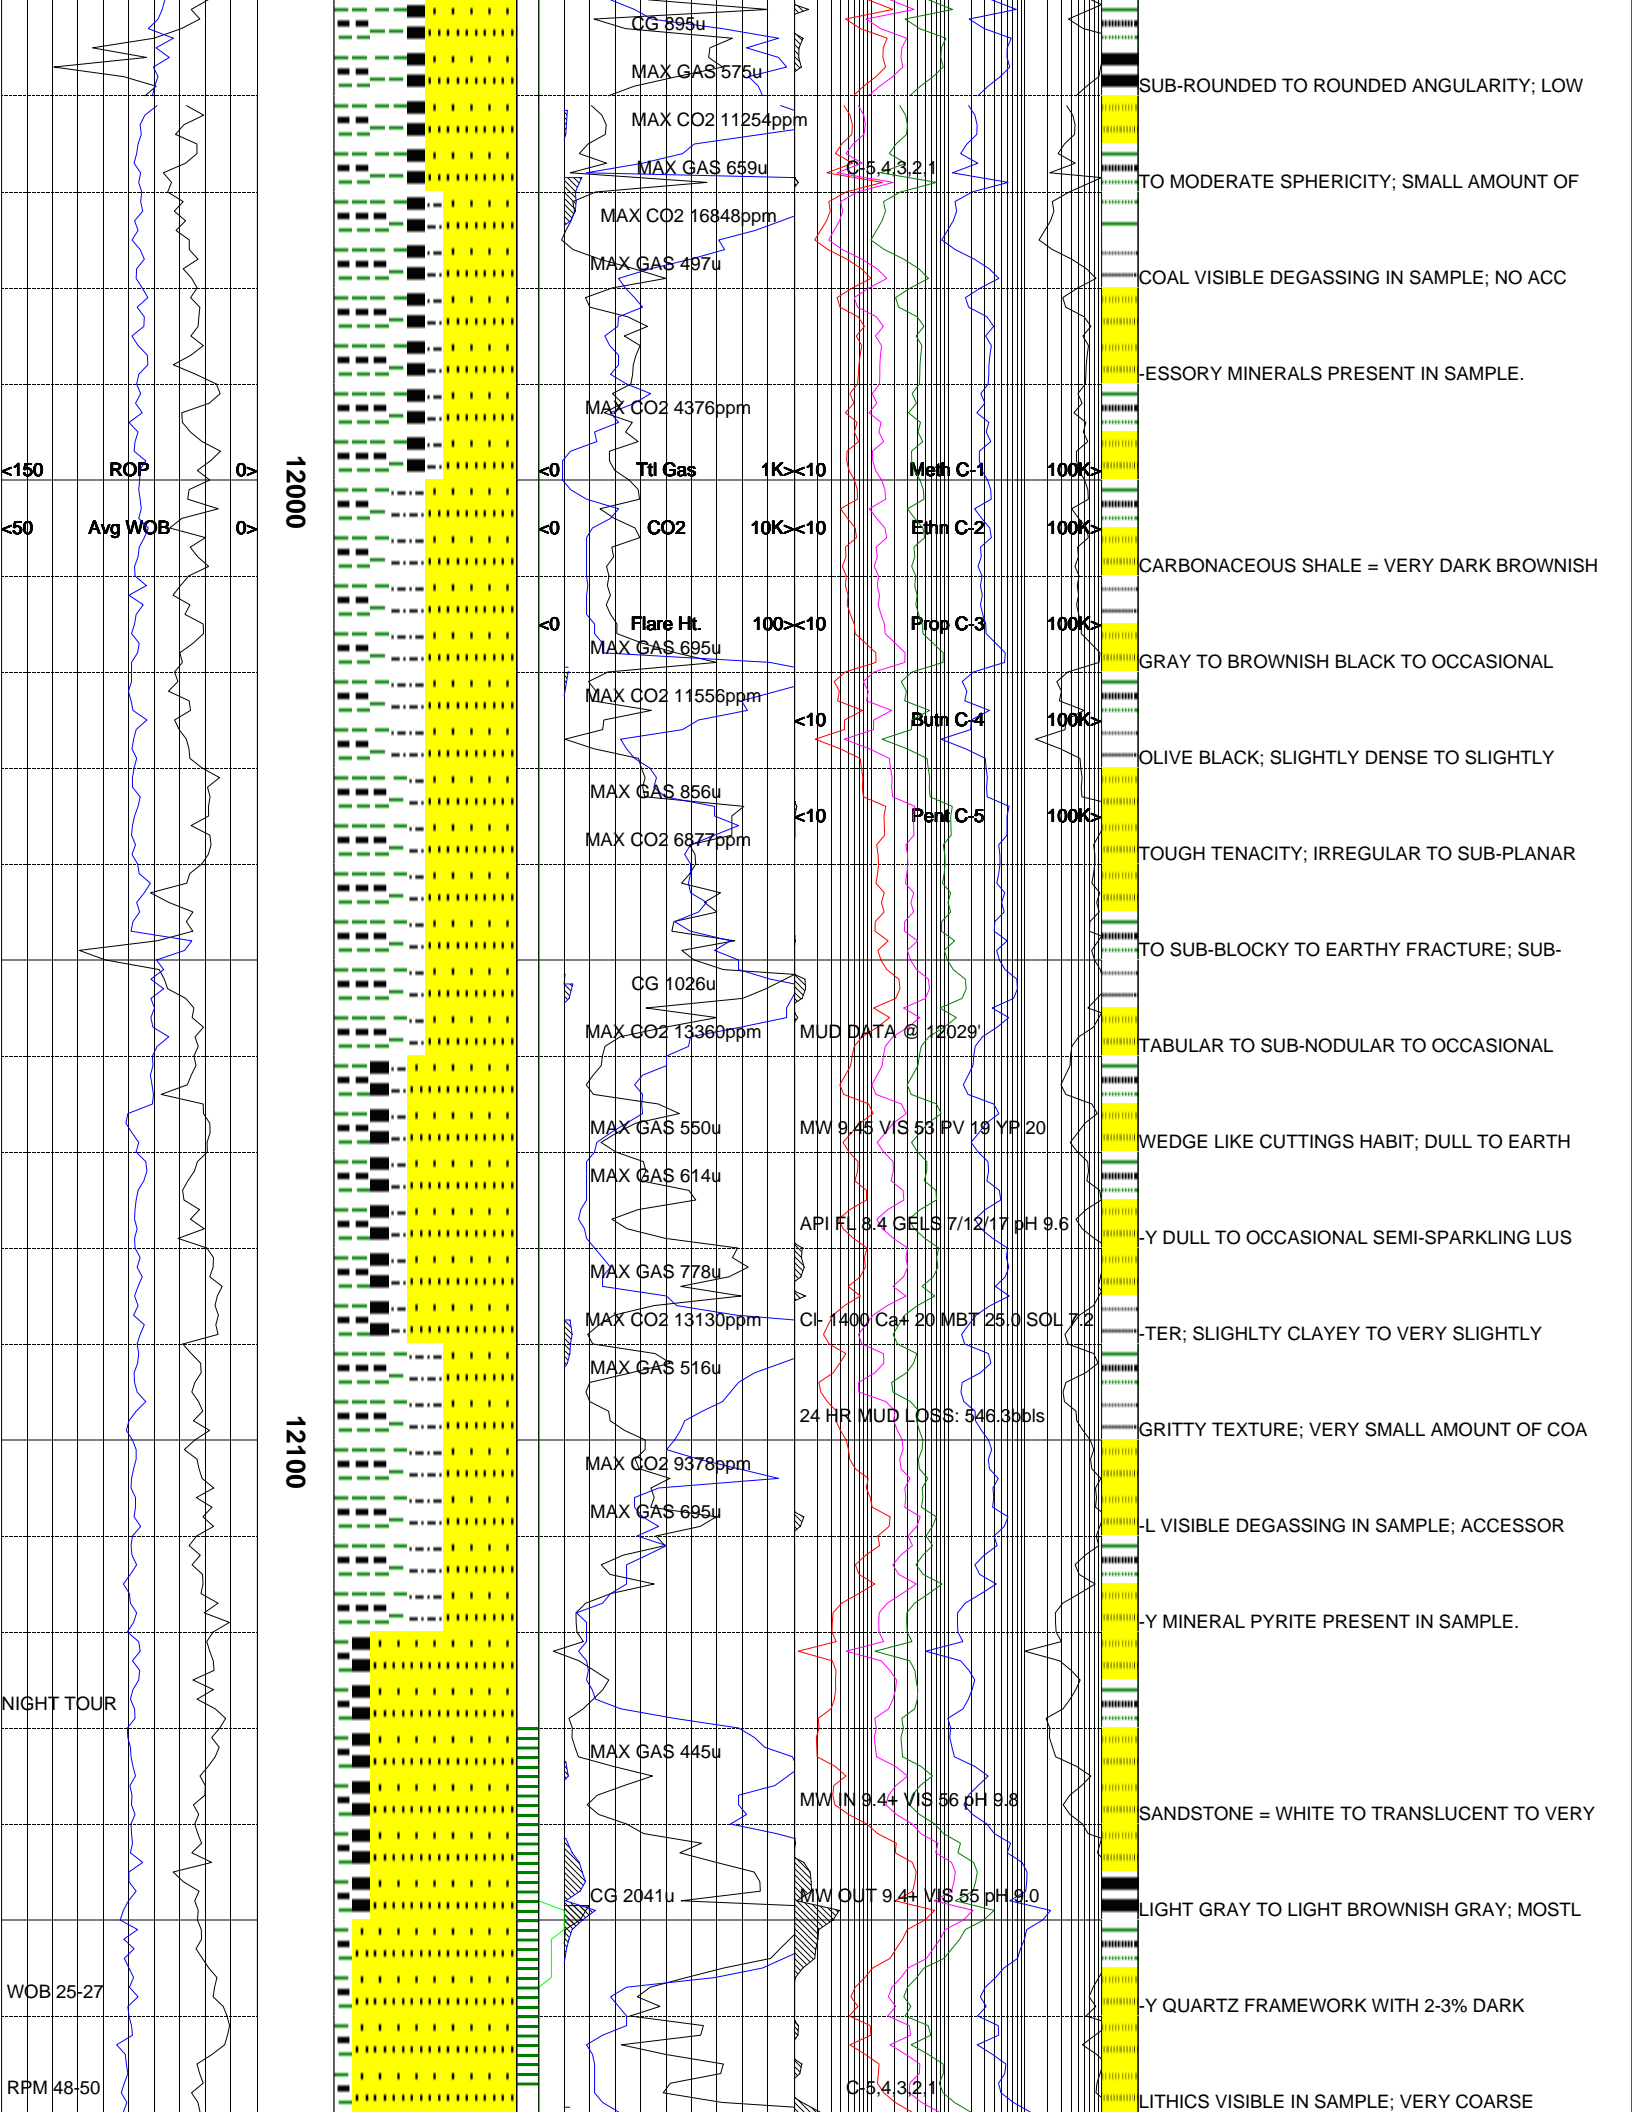 CG 895u
MAX GAS 575u
SUB-ROUNDED TO ROUNDED ANGULARITY; LOW
MAX CO2 11254ppm
MAX GAS 659u
C-5,4,3,2,1
TO MODERATE SPHERICITY; SMALL AMOUNT OF
MAX CO2 16848ppm
MAX GAS 497u
COAL VISIBLE DEGASSING IN SAMPLE; NO ACC
-ESSORY MINERALS PRESENT IN SAMPLE.
MAX CO2 4376ppm
<150 ROP 0>
12000
<0 Ttl Gas 1K>
<10 Meth C-1 100K>
<50 Avg WOB 0>
<0 CO2 10K>
<10 Ethn C-2 100K>
CARBONACEOUS SHALE = VERY DARK BROWNISH
<0 Flare Ht. 100>
<10 Prop C-3 100K>
MAX GAS 695u
GRAY TO BROWNISH BLACK TO OCCASIONAL
MAX CO2 11556ppm
<10 Butn C-4 100K>
OLIVE BLACK; SLIGHTLY DENSE TO SLIGHTLY
MAX GAS 856u
<10 Pent C-5 100K>
MAX CO2 6877ppm
TOUGH TENACITY; IRREGULAR TO SUB-PLANAR
TO SUB-BLOCKY TO EARTHY FRACTURE; SUB-
CG 1026u
MAX CO2 13360ppm
MUD DATA @ 12029'
TABULAR TO SUB-NODULAR TO OCCASIONAL
MAX GAS 550u
MW 9.45 VIS 53 PV 19 YP 20
WEDGE LIKE CUTTINGS HABIT; DULL TO EARTH
MAX GAS 614u
API FL 8.4 GELS 7/12/17 pH 9.6
-Y DULL TO OCCASIONAL SEMI-SPARKLING LUS
MAX GAS 778u
MAX CO2 13130ppm
Cl- 1400 Ca+ 20 MBT 25.0 SOL 7.2
-TER; SLIGHLTY CLAYEY TO VERY SLIGHTLY
MAX GAS 516u
24 HR MUD LOSS: 546.3bbls
12100
GRITTY TEXTURE; VERY SMALL AMOUNT OF COA
MAX CO2 9378ppm
MAX GAS 695u
-L VISIBLE DEGASSING IN SAMPLE; ACCESSOR
-Y MINERAL PYRITE PRESENT IN SAMPLE.
NIGHT TOUR
MAX GAS 445u
MW IN 9.4+ VIS 56 pH 9.8
SANDSTONE = WHITE TO TRANSLUCENT TO VERY
CG 2041u
MW OUT 9.4+ VIS 55 pH 9.0
LIGHT GRAY TO LIGHT BROWNISH GRAY; MOSTL
WOB 25-27
-Y QUARTZ FRAMEWORK WITH 2-3% DARK
RPM 48-50
C-5,4,3,2,1
LITHICS VISIBLE IN SAMPLE; VERY COARSE